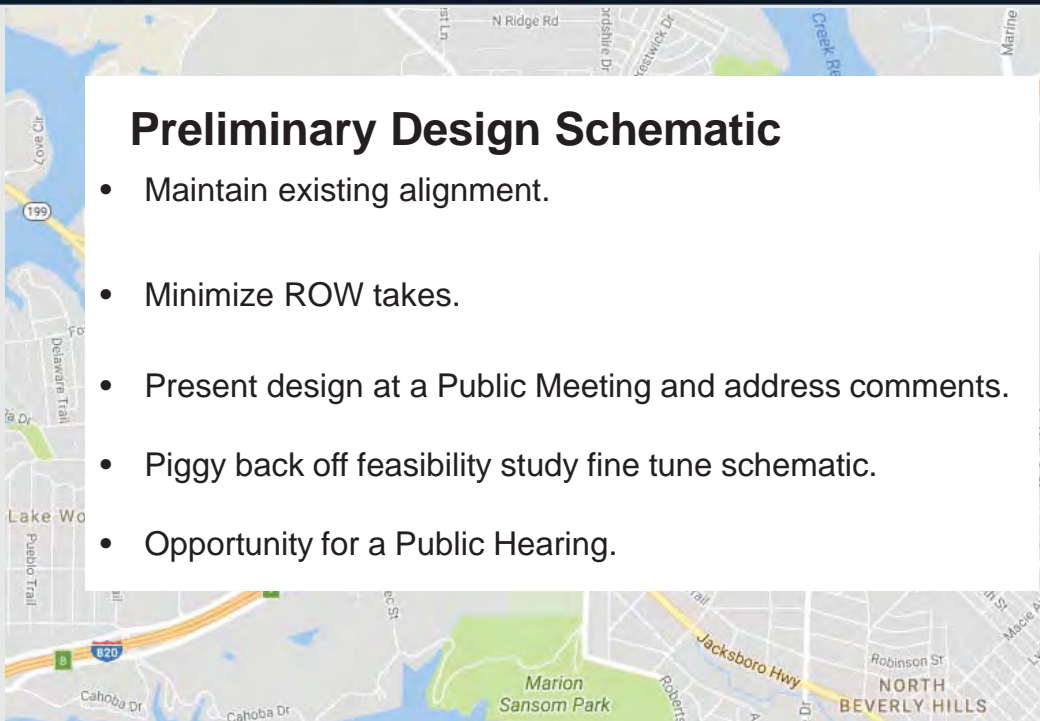 N Ridge Rd
Creek Re
Marine
Love Cir
Preliminary Design Schematic
• Maintain existing alignment.
199
• Minimize ROW takes.
Delaware Trail
• Present design at a Public Meeting and address comments.
• Piggy back off feasibility study fine tune schematic.
Lake Wo
Pueblo Trail
• Opportunity for a Public Hearing.
8
820
Jacksboro Hwy
Robinson St
NORTH
BEVERLY HILLS
Marion
Sansom Park
Roberts
Cahoba Dr
Cahoba Dr
Dr